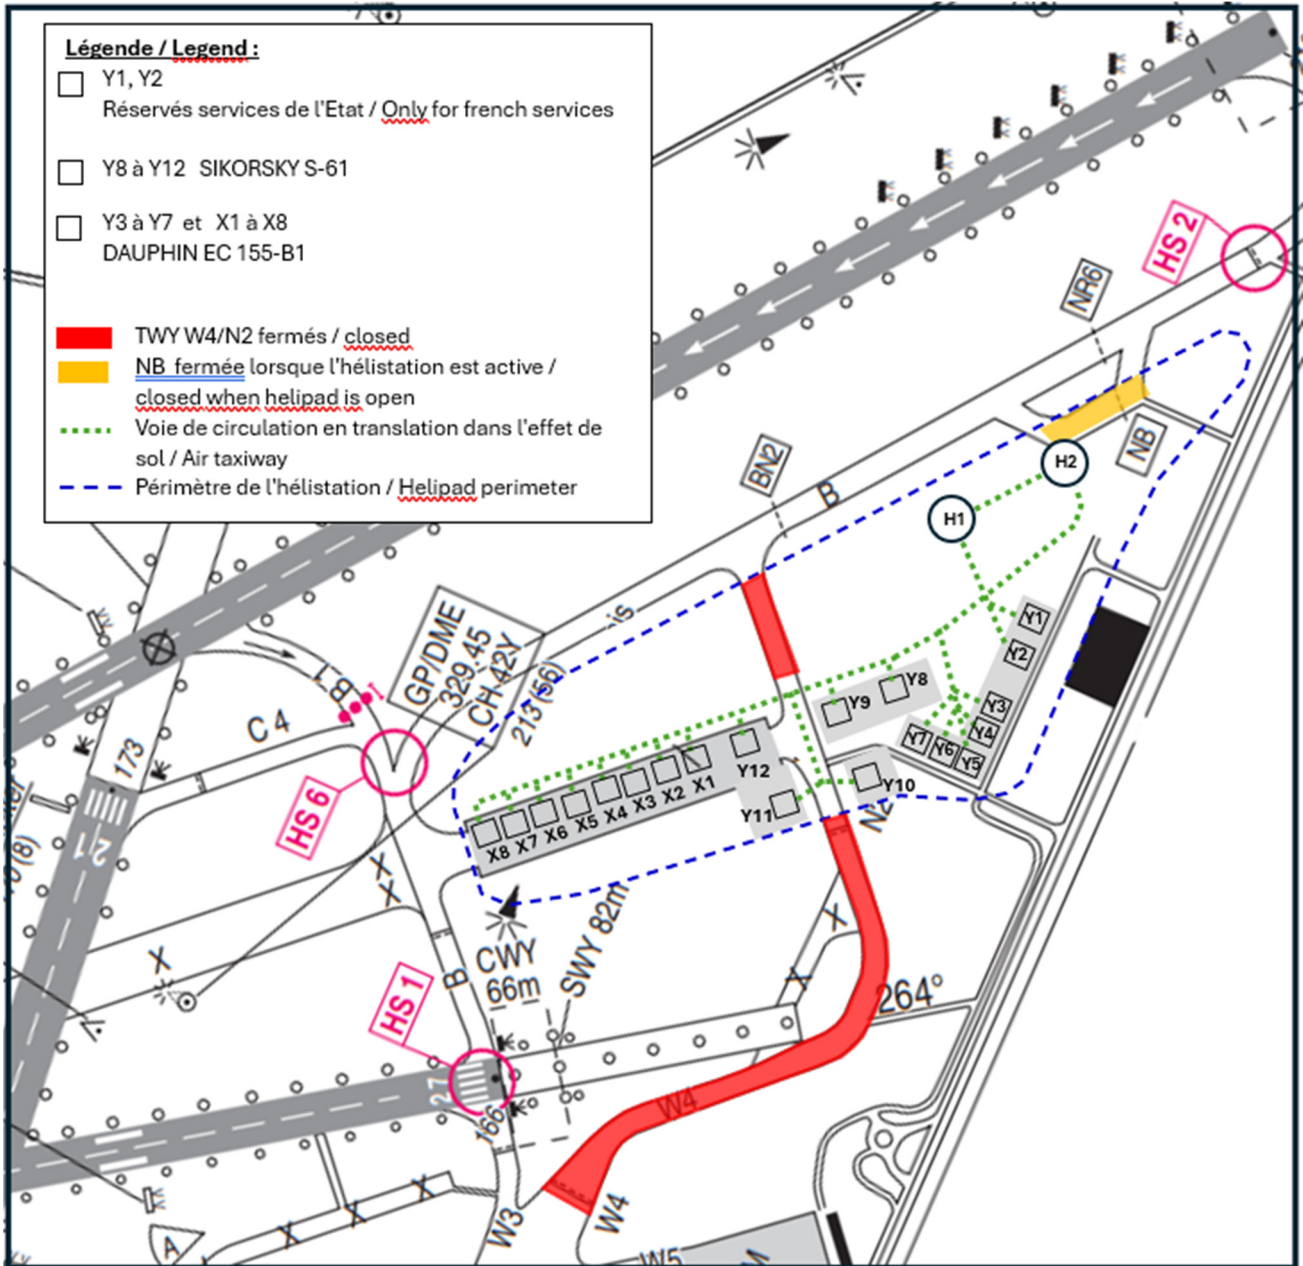 Légende / Legend :
Y1, Y2
Réservés services de l'Etat / Only for french services
Y8 à Y12 SIKORSKY S-61
Y3 à Y7 et X1 à X8
DAUPHIN EC 155-B1
TWY W4/N2 fermés / closed
NB fermée lorsque l'hélistation est active /
closed when helipad is open
Voie de circulation en translation dans l'effet de
sol / Air taxiway
Périmètre de l'hélistation / Helipad perimeter
HS 2
NR6
NB
H2
H1
BN2
B
is
GP/DME
329.45
CH 42Y
213 (56)
B1
C4
173
21
HS 6
Y1
Y2
Y3
Y4
Y5
Y6
Y7
Y8
Y9
Y10
Y11
Y12
X1
X2
X3
X4
X5
X6
X7
X8
N2
X
X
X
X
X
B
CWY
66m
SWY 82m
HS 1
27
166
264°
W4
W4
W3
W5
M
X
X
X
A